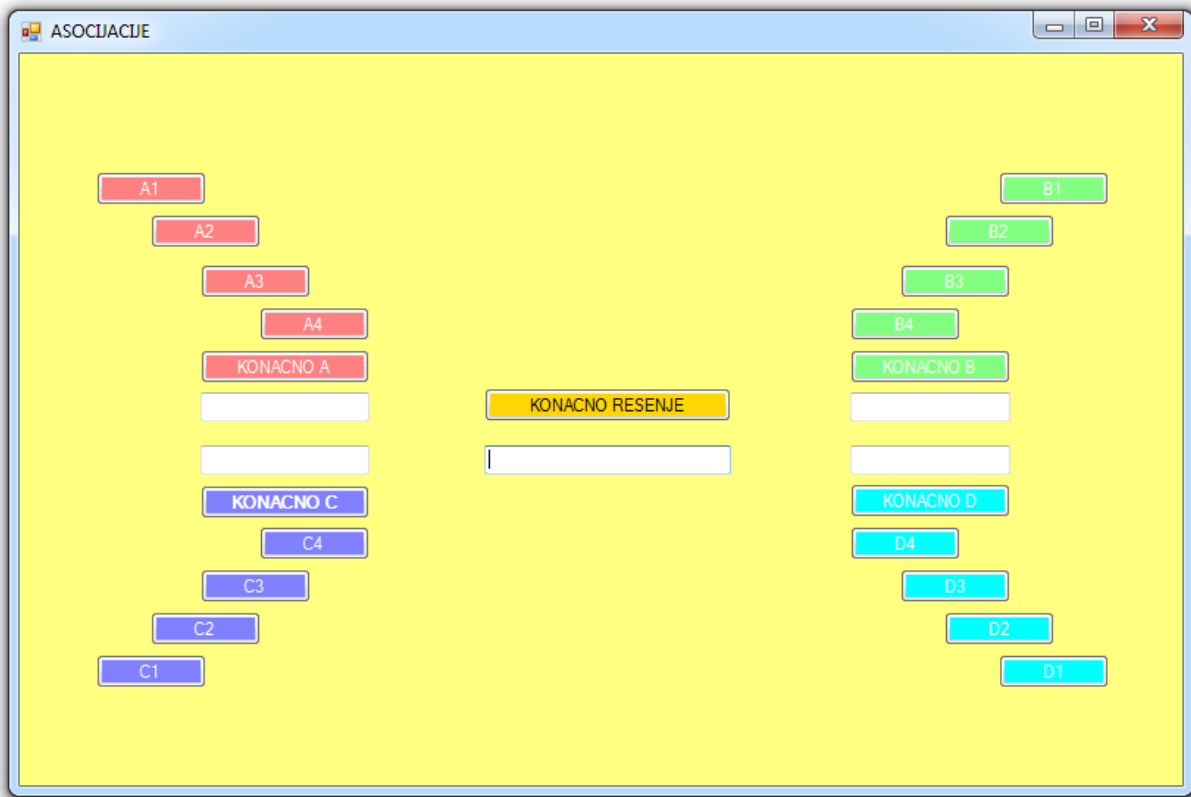 ASOCIJACIJE
A1
B1
A2
B2
A3
B3
A4
B4
KONACNO A
KONACNO B
KONACNO RESENJE
KONACNO C
KONACNO D
C4
D4
C3
D3
C2
D2
C1
D1